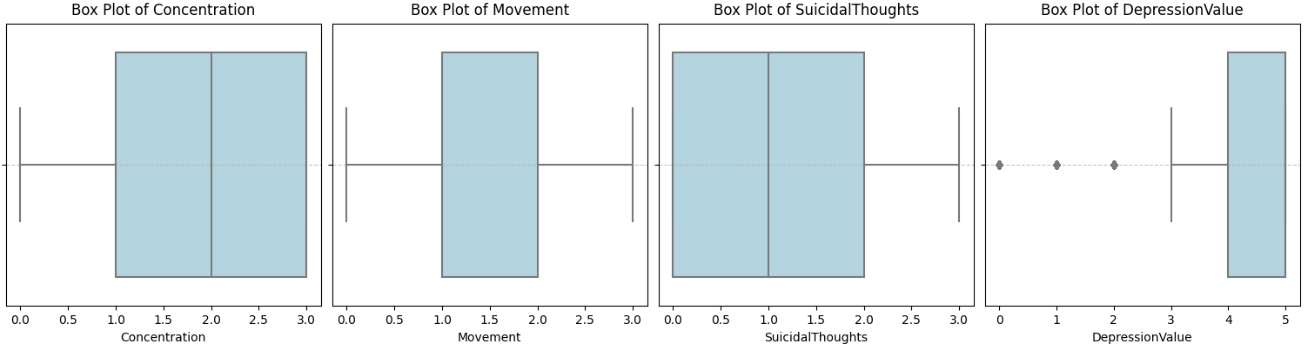 Box Plot of Concentration
0.0 0.5 1.0 1.5 2.0 2.5 3.0
Concentration
Box Plot of Movement
0.0 0.5 1.0 1.5 2.0 2.5 3.0
Movement
Box Plot of SuicidalThoughts
0.0 0.5 1.0 1.5 2.0 2.5 3.0
SuicidalThoughts
Box Plot of DepressionValue
0 1 2 3 4 5
DepressionValue